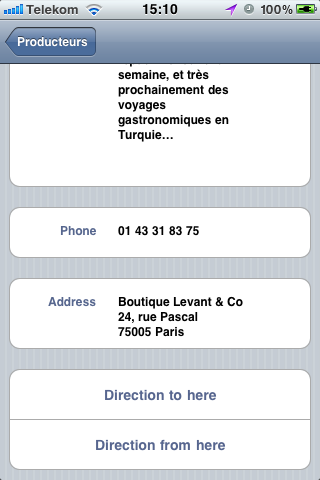 Telekom 15:10 100%
Producteurs
semaine, et très
prochainement des
voyages
gastronomiques en
Turquie...
Phone 01 43 31 83 75
Address Boutique Levant & Co
24, rue Pascal
75005 Paris
Direction to here
Direction from here